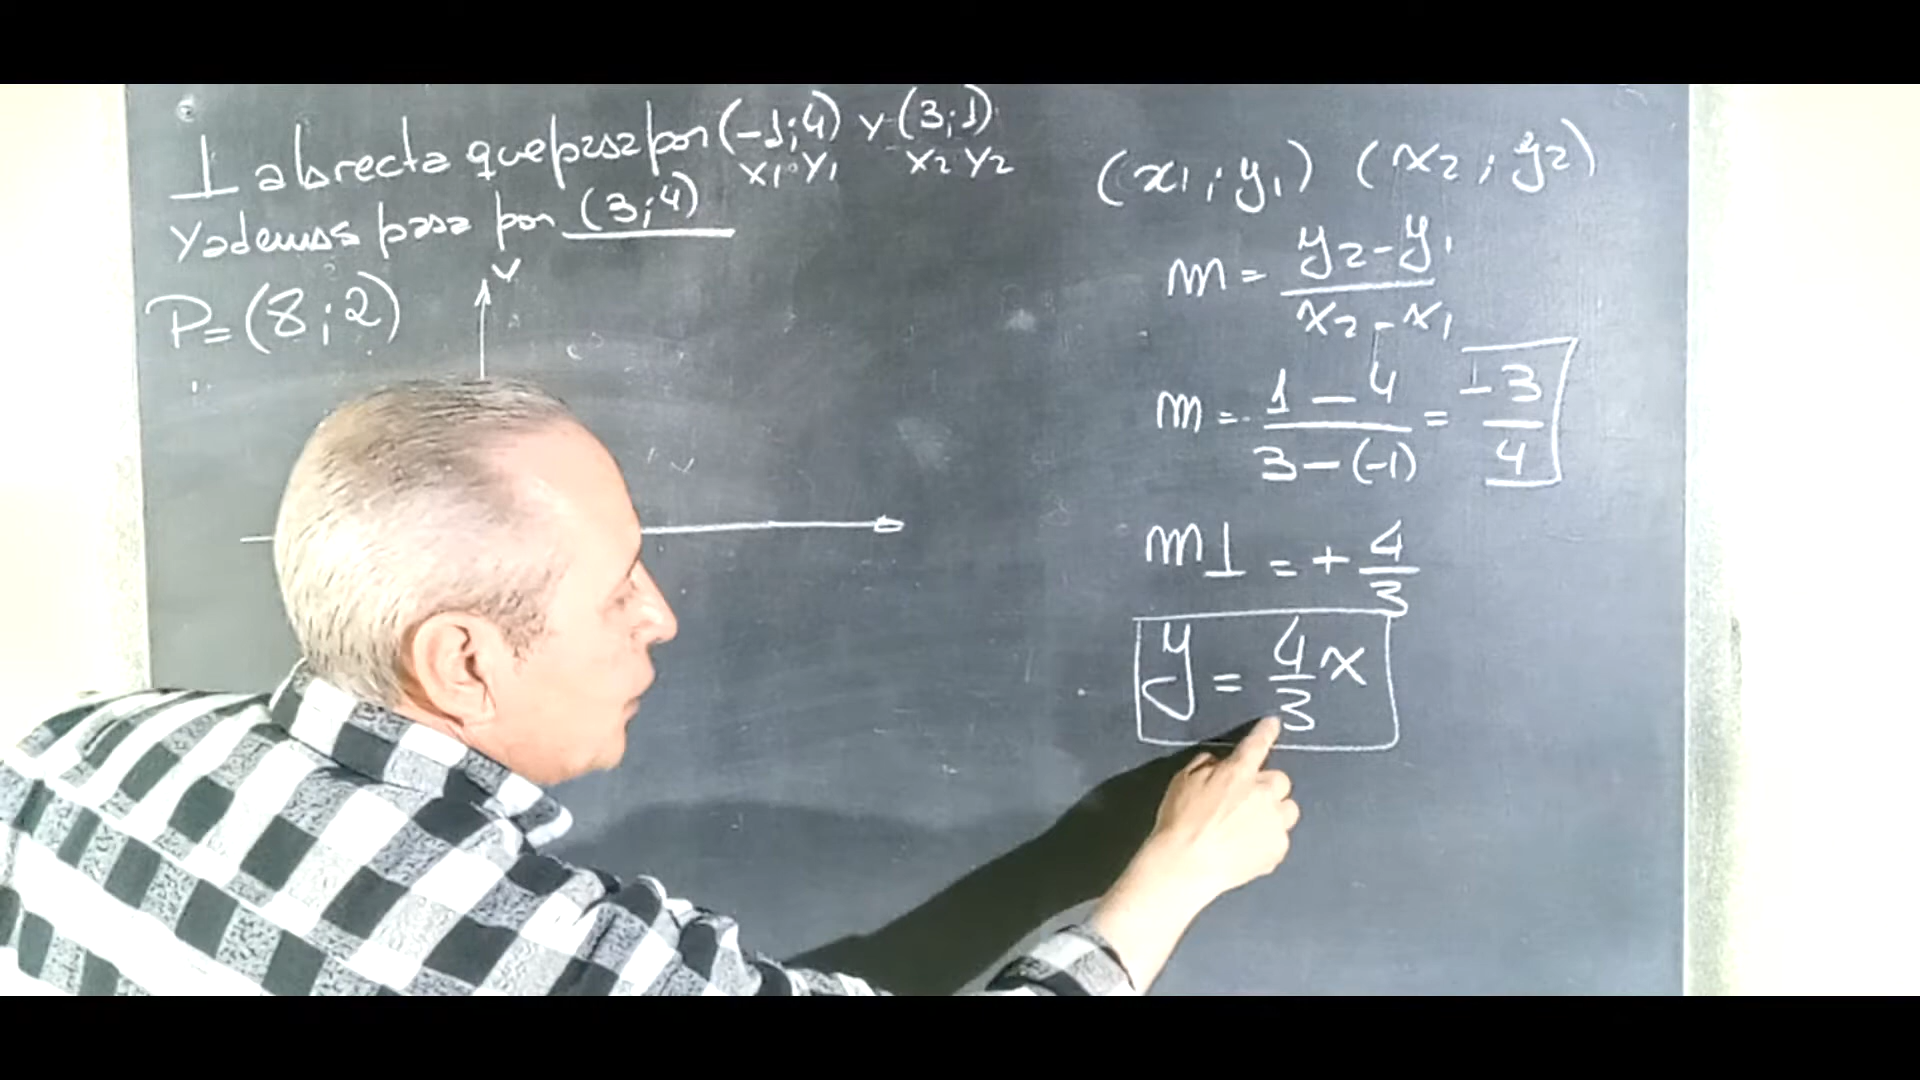 ⊥ a la recta que pasa por (-1;4) y (3;1)
X₁ Y₁ X₂ Y₂
Y además pasa por (3;4)
P=(8;2)
Y
(x₁;y₁) (x₂;y₂)
m = y₂-y₁ / x₂-x₁
m = 1-4 / 3-(-1) = -3/4
m⊥ = +4/3
y = 4/3 x